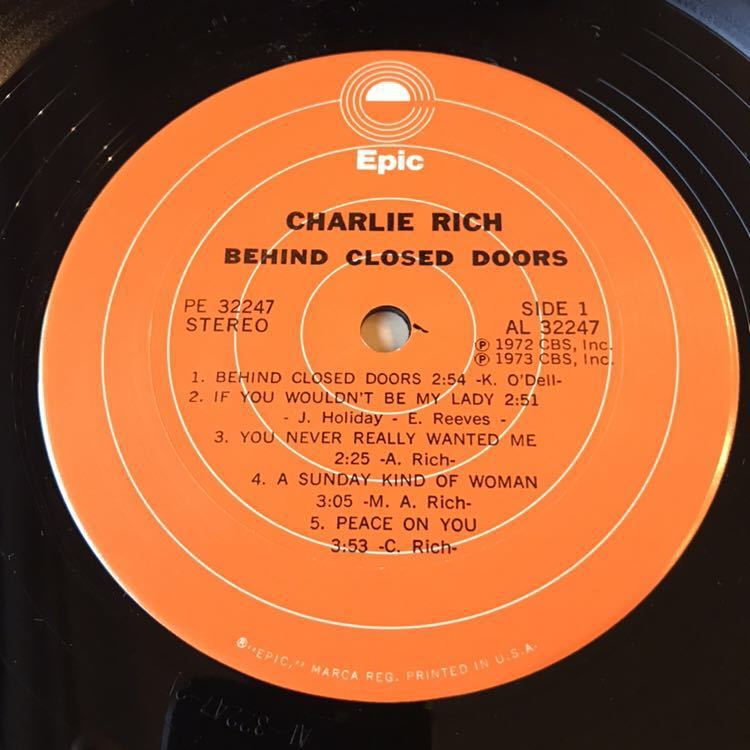 Epic
CHARLIE RICH
BEHIND CLOSED DOORS
PE 32247
STEREO
SIDE 1
AL 32247
Ⓟ 1972 CBS, Inc.
Ⓟ 1973 CBS, Inc.
1. BEHIND CLOSED DOORS 2:54 -K. O'Dell-
2. IF YOU WOULDN'T BE MY LADY 2:51
- J. Holiday - E. Reeves -
3. YOU NEVER REALLY WANTED ME
2:25 -A. Rich-
4. A SUNDAY KIND OF WOMAN
3:05 -M. A. Rich-
5. PEACE ON YOU
3:53 -C. Rich-
®"EPIC," MARCA REG. PRINTED IN U.S.A.